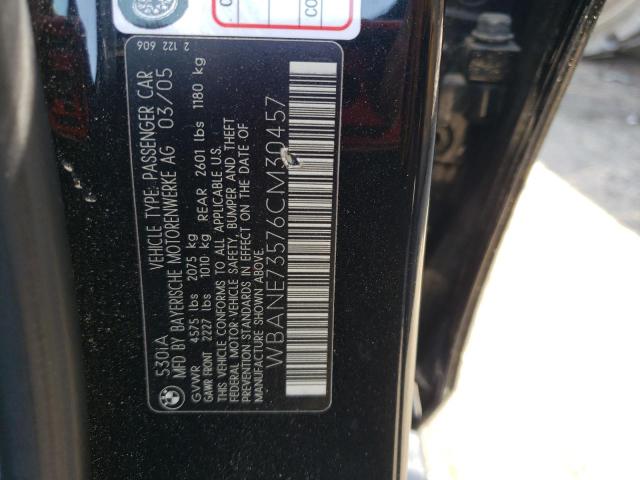 2 122 606
530iA VEHICLE TYPE: PASSENGER CAR
MFD BY BAYERISCHE MOTORENWERKE AG 03/05
GVWR 4575 lbs 2075 kg
GAWR FRONT 2227 lbs 1010 kg REAR 2601 lbs 1180 kg
THIS VEHICLE CONFORMS TO ALL APPLICABLE U.S.
FEDERAL MOTOR VEHICLE SAFETY, BUMPER AND THEFT
PREVENTION STANDARDS IN EFFECT ON THE DATE OF
MANUFACTURE SHOWN ABOVE.
WBANE73576CM30457